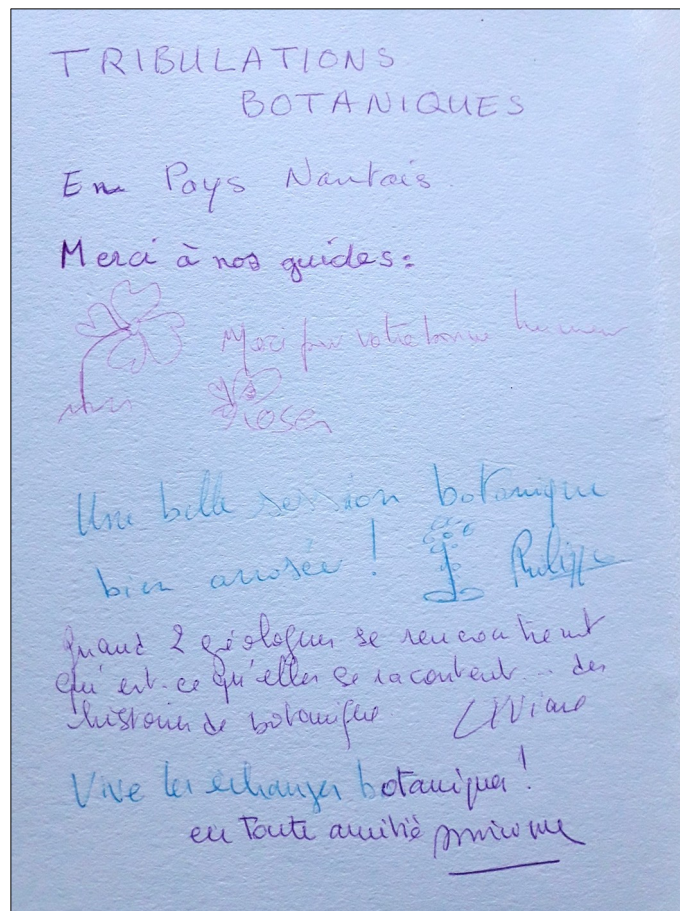 TRIBULATIONS
BOTANIQUES
En Pays Nantais.
Merci à nos guides:
Merci pour votre bonne humeur
Une belle session botanique
bien arrosée ! Philippe
Quand 2 géologues se rencontrent
qu'est-ce qu'elles se racontent... des
histoires de botanique
Vive les échanges botaniques !
en toute amitié